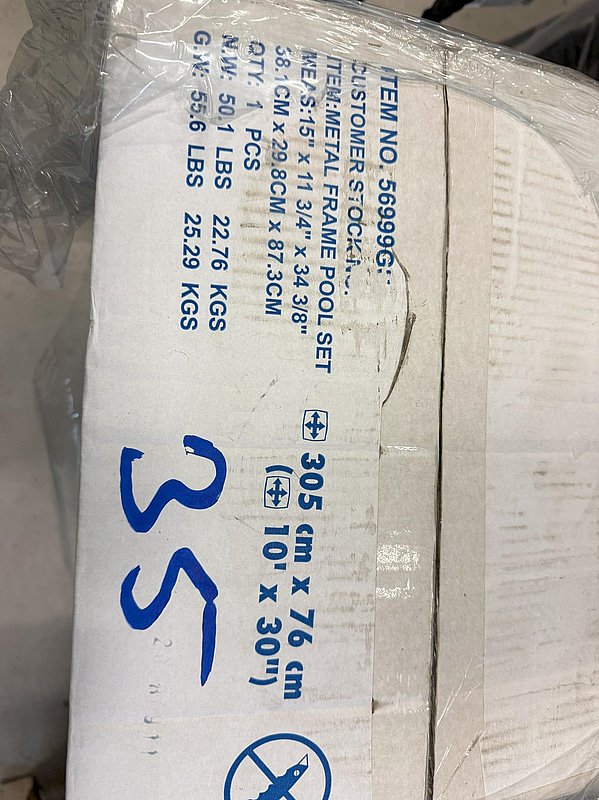 ITEM NO. 56999G
CUSTOMER STOCK NO.
ITEM:METAL FRAME POOL SET
MEAS:15" x 11 3/4" x 34 3/8"
38.1CM x 29.8CM x 87.3CM
QTY: 1 PCS
N.W: 50.1 LBS 22.76 KGS
G.W: 55.6 LBS 25.29 KGS
305 cm x 76 cm
(10' x 30")
35